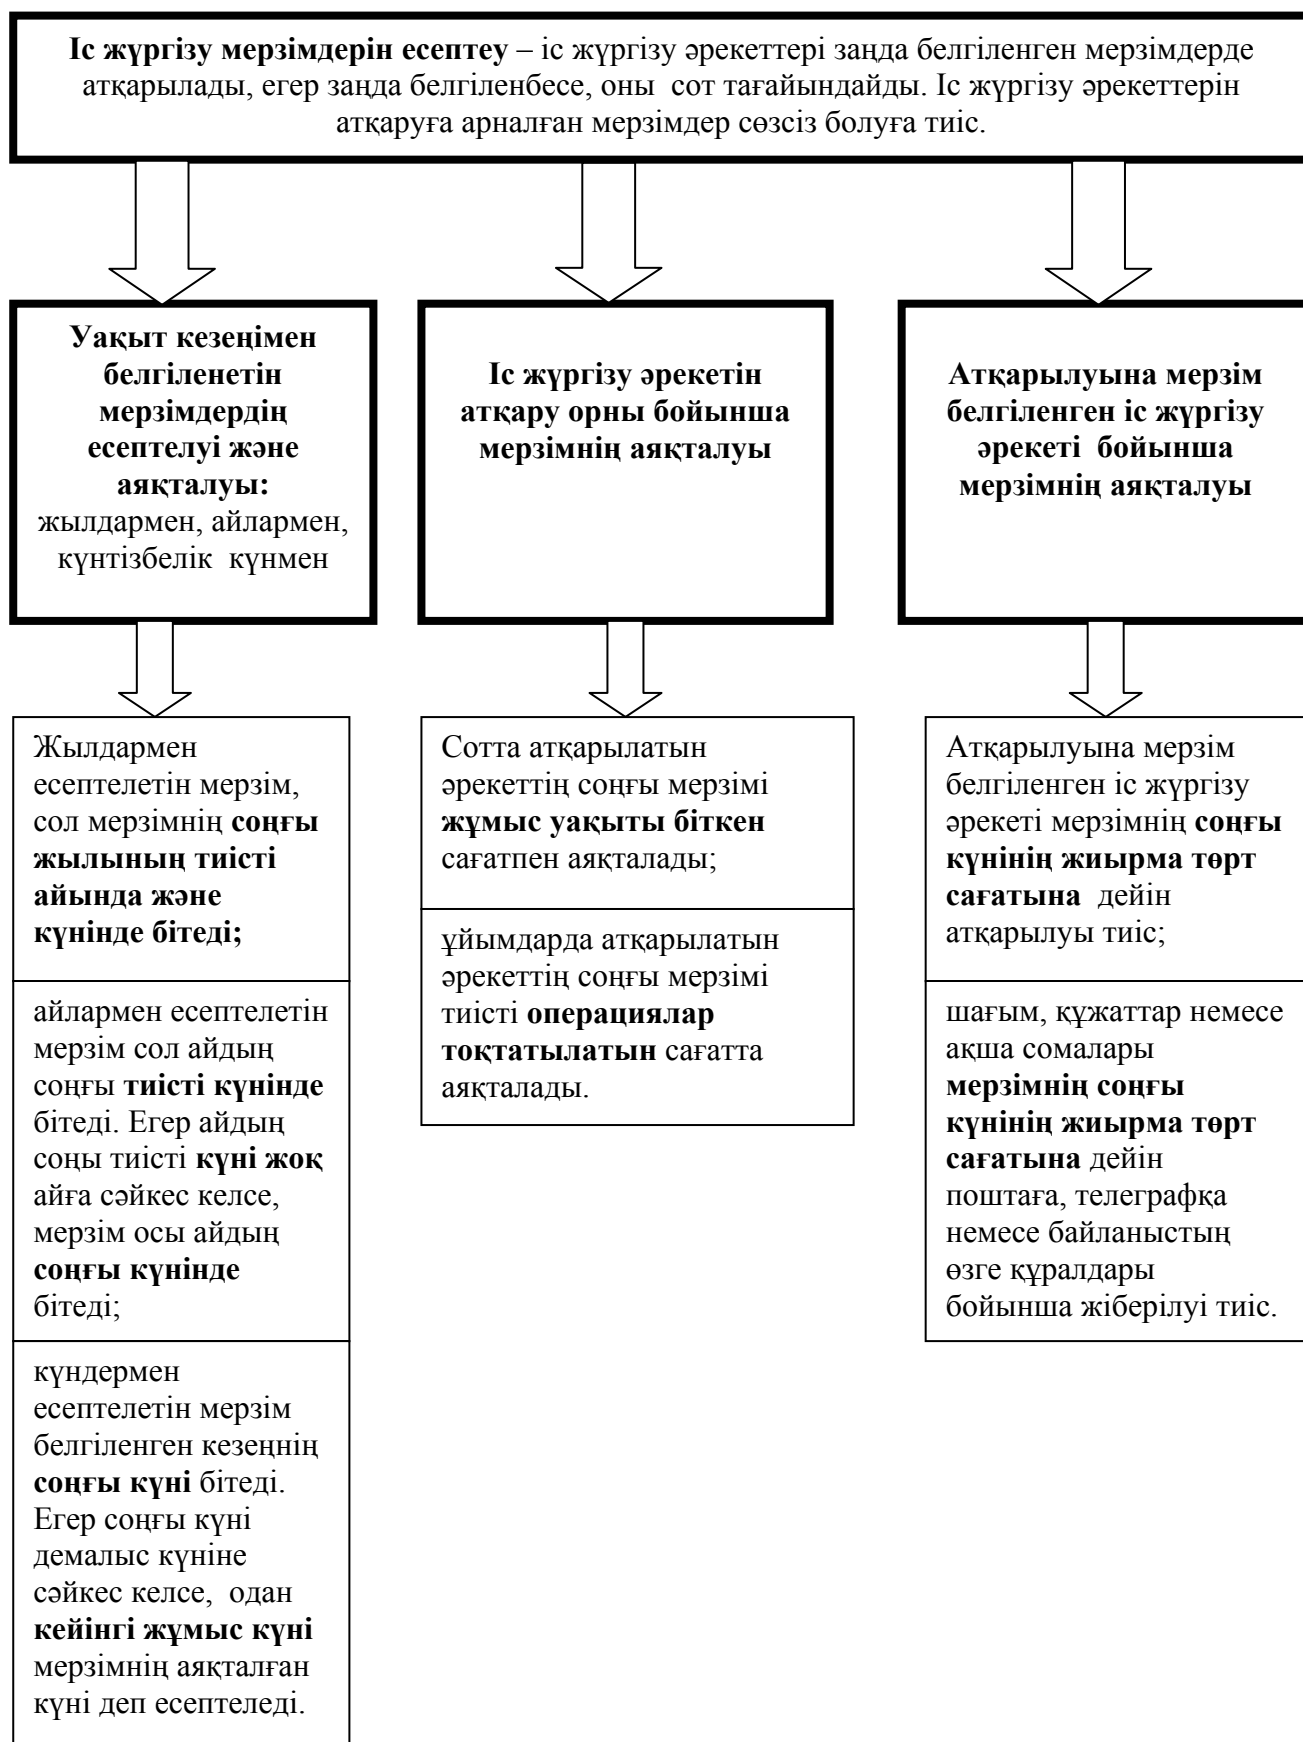 Іс жүргізу мерзімдерін есептеу – іс жүргізу әрекеттері заңда белгіленген мерзімдерде
атқарылады, егер заңда белгіленбесе, оны сот тағайындайды. Іс жүргізу әрекеттерін
атқаруға арналған мерзімдер сөзсіз болуға тиіс.
Уақыт кезеңімен
белгіленетін
мерзімдердің
есептелуі және
аяқталуы:
жылдармен, айлармен,
күнтізбелік күнмен
Іс жүргізу әрекетін
атқару орны бойынша
мерзімнің аяқталуы
Атқарылуына мерзім
белгіленген іс жүргізу
әрекеті бойынша
мерзімнің аяқталуы
Жылдармен
есептелетін мерзім,
сол мерзімнің соңғы
жылының тиісті
айында және
күнінде бітеді;
айлармен есептелетін
мерзім сол айдың
соңғы тиісті күнінде
бітеді. Егер айдың
соңы тиісті күні жоқ
айға сәйкес келсе,
мерзім осы айдың
соңғы күнінде
бітеді;
күндермен
есептелетін мерзім
белгіленген кезеңнің
соңғы күні бітеді.
Егер соңғы күні
демалыс күніне
сәйкес келсе, одан
кейінгі жұмыс күні
мерзімнің аяқталған
күні деп есептеледі.
Сотта атқарылатын
әрекеттің соңғы мерзімі
жұмыс уақыты біткен
сағатпен аяқталады;
ұйымдарда атқарылатын
әрекеттің соңғы мерзімі
тиісті операциялар
тоқтатылатын сағатта
аяқталады.
Атқарылуына мерзім
белгіленген іс жүргізу
әрекеті мерзімнің соңғы
күнінің жиырма төрт
сағатына дейін
атқарылуы тиіс;
шағым, құжаттар немесе
ақша сомалары
мерзімнің соңғы
күнінің жиырма төрт
сағатына дейін
поштаға, телеграфқа
немесе байланыстың
өзге құралдары
бойынша жіберілуі тиіс.